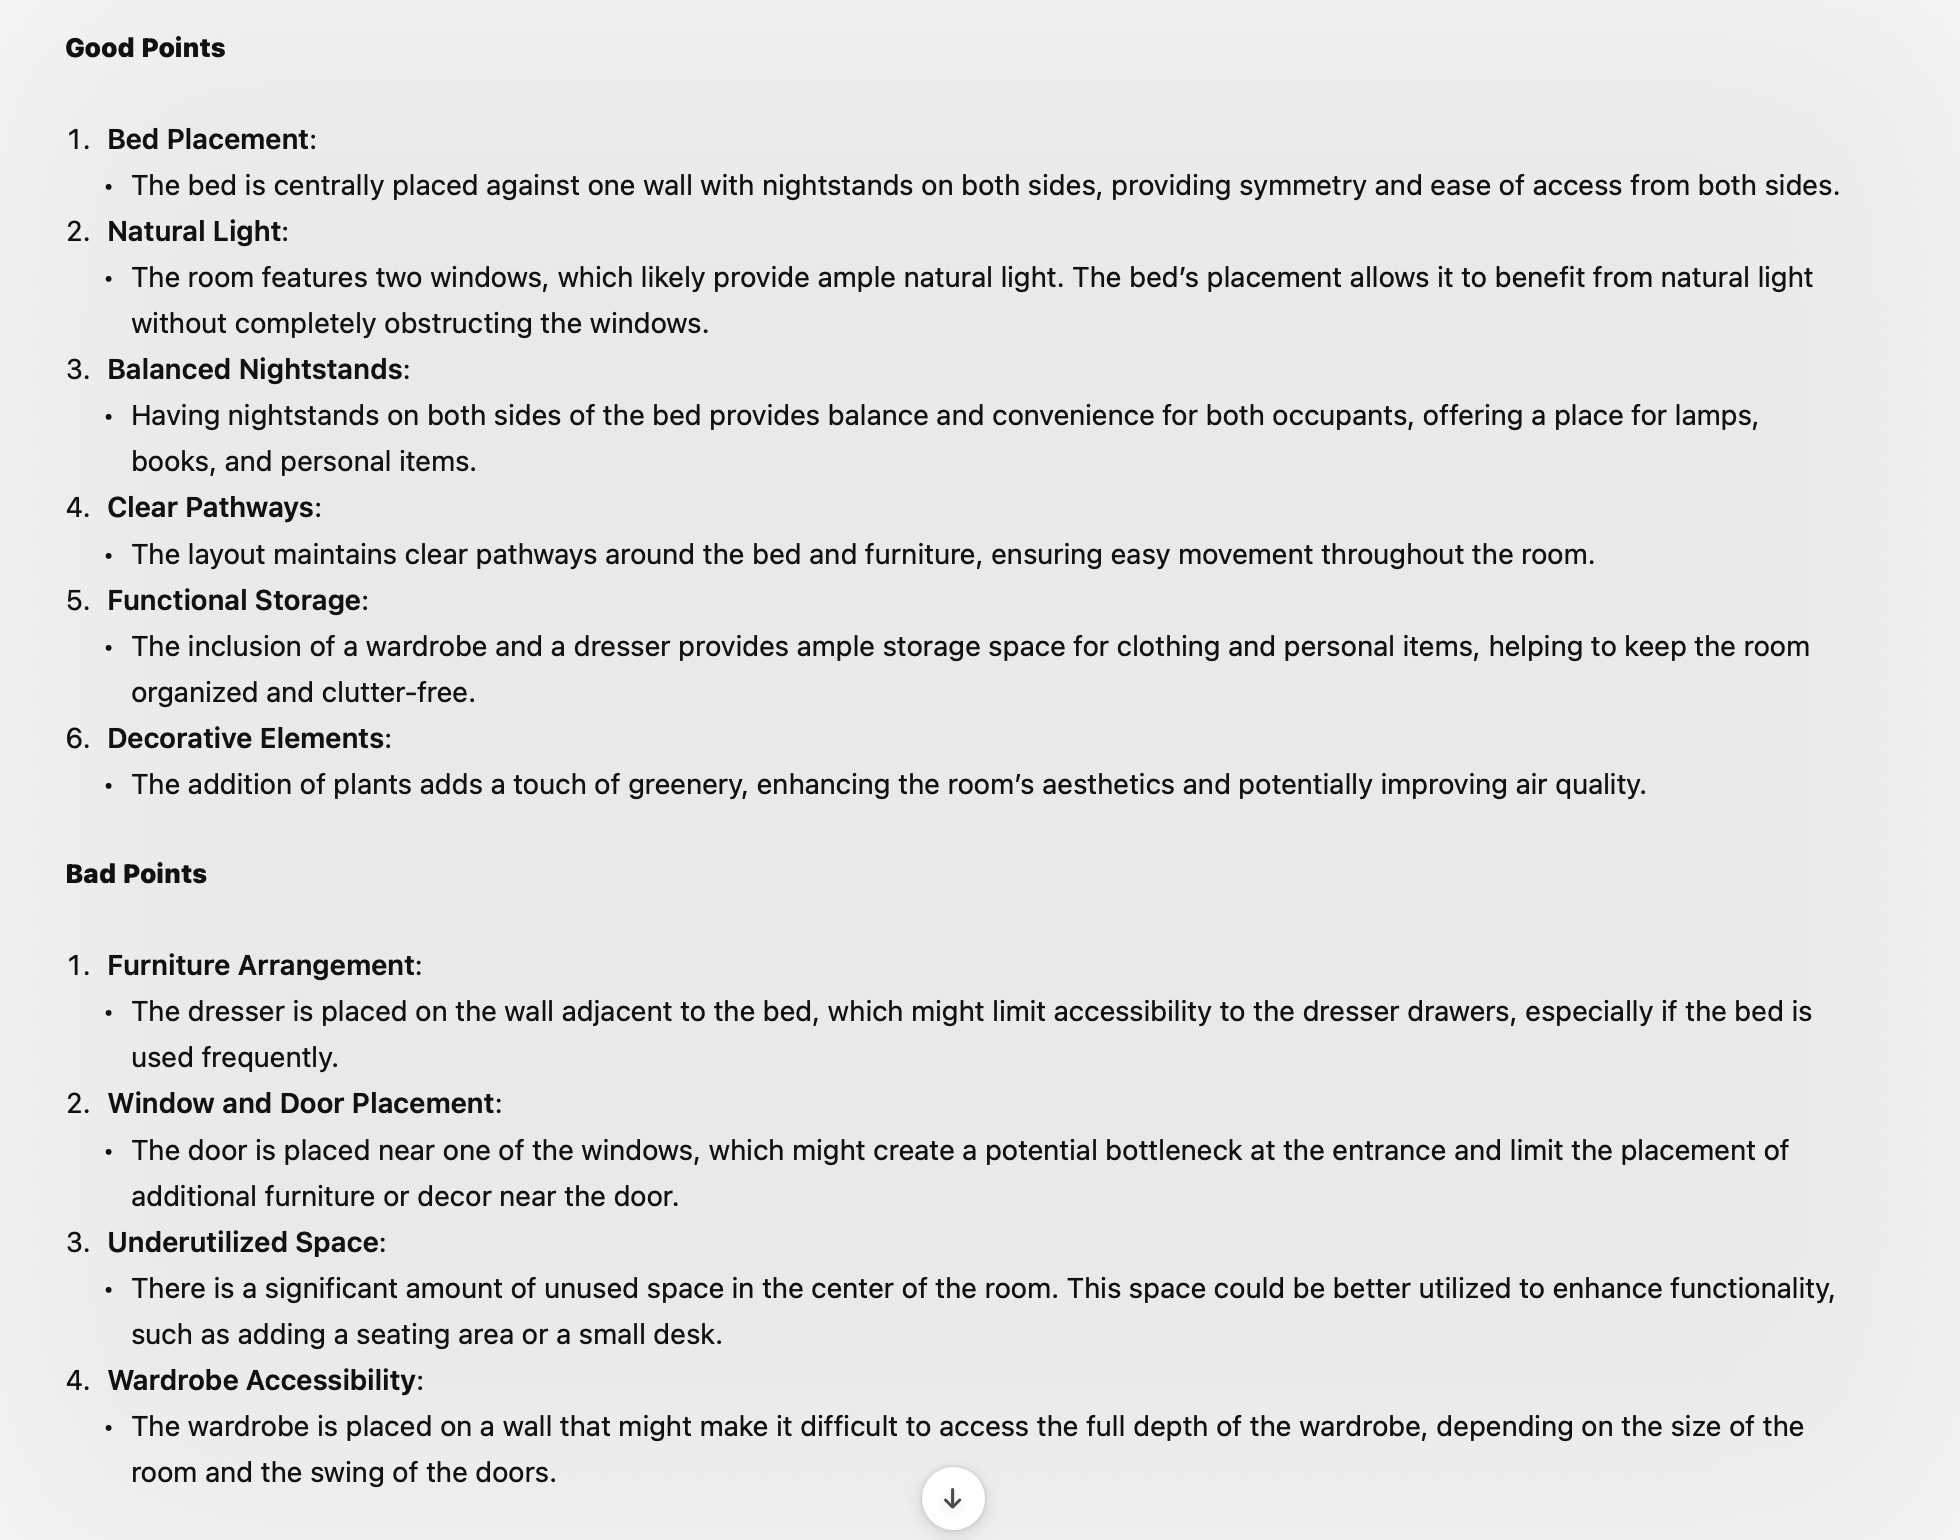 Good Points
1. Bed Placement:
• The bed is centrally placed against one wall with nightstands on both sides, providing symmetry and ease of access from both sides.
2. Natural Light:
• The room features two windows, which likely provide ample natural light. The bed’s placement allows it to benefit from natural light
without completely obstructing the windows.
3. Balanced Nightstands:
• Having nightstands on both sides of the bed provides balance and convenience for both occupants, offering a place for lamps,
books, and personal items.
4. Clear Pathways:
• The layout maintains clear pathways around the bed and furniture, ensuring easy movement throughout the room.
5. Functional Storage:
• The inclusion of a wardrobe and a dresser provides ample storage space for clothing and personal items, helping to keep the room
organized and clutter-free.
6. Decorative Elements:
• The addition of plants adds a touch of greenery, enhancing the room’s aesthetics and potentially improving air quality.
Bad Points
1. Furniture Arrangement:
• The dresser is placed on the wall adjacent to the bed, which might limit accessibility to the dresser drawers, especially if the bed is
used frequently.
2. Window and Door Placement:
• The door is placed near one of the windows, which might create a potential bottleneck at the entrance and limit the placement of
additional furniture or decor near the door.
3. Underutilized Space:
• There is a significant amount of unused space in the center of the room. This space could be better utilized to enhance functionality,
such as adding a seating area or a small desk.
4. Wardrobe Accessibility:
• The wardrobe is placed on a wall that might make it difficult to access the full depth of the wardrobe, depending on the size of the
room and the swing of the doors.